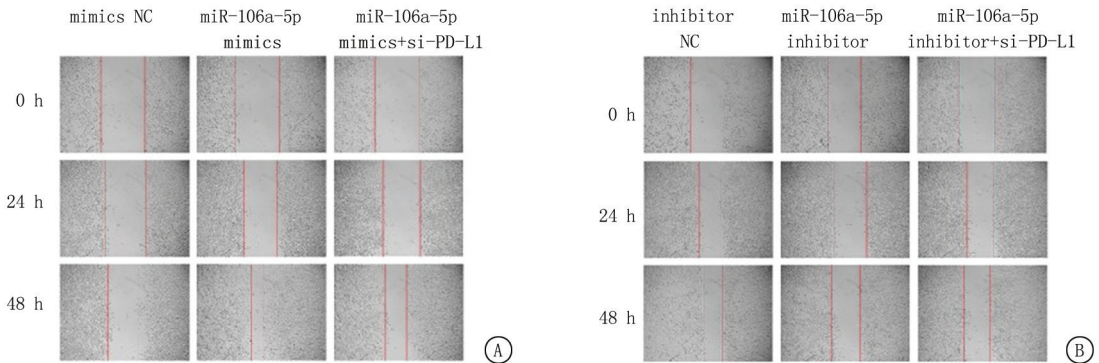 mimics NC
miR-106a-5p
mimics
miR-106a-5p
mimics+si-PD-L1
0 h
24 h
48 h
A
inhibitor
NC
miR-106a-5p
inhibitor
miR-106a-5p
inhibitor+si-PD-L1
0 h
24 h
48 h
B